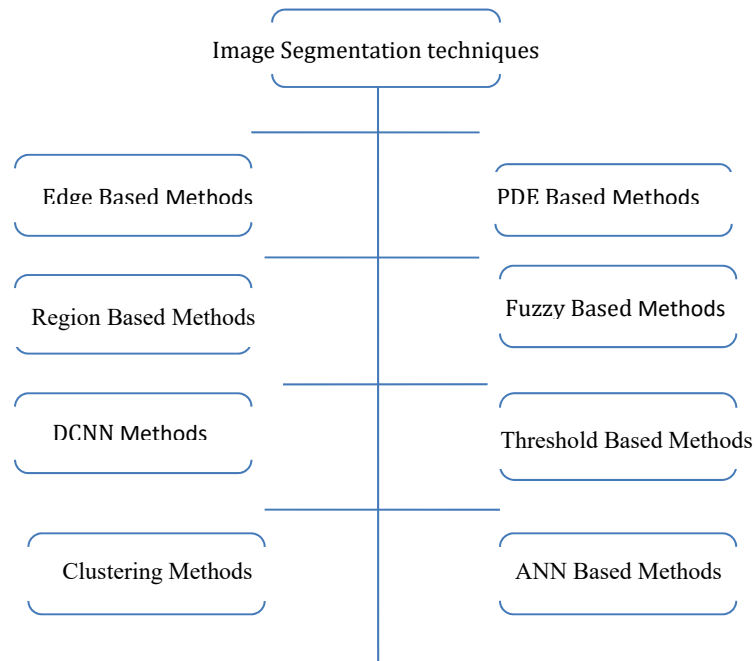 Image Segmentation techniques
Edge Based Methods
PDE Based Methods
Region Based Methods
Fuzzy Based Methods
DCNN Methods
Threshold Based Methods
Clustering Methods
ANN Based Methods